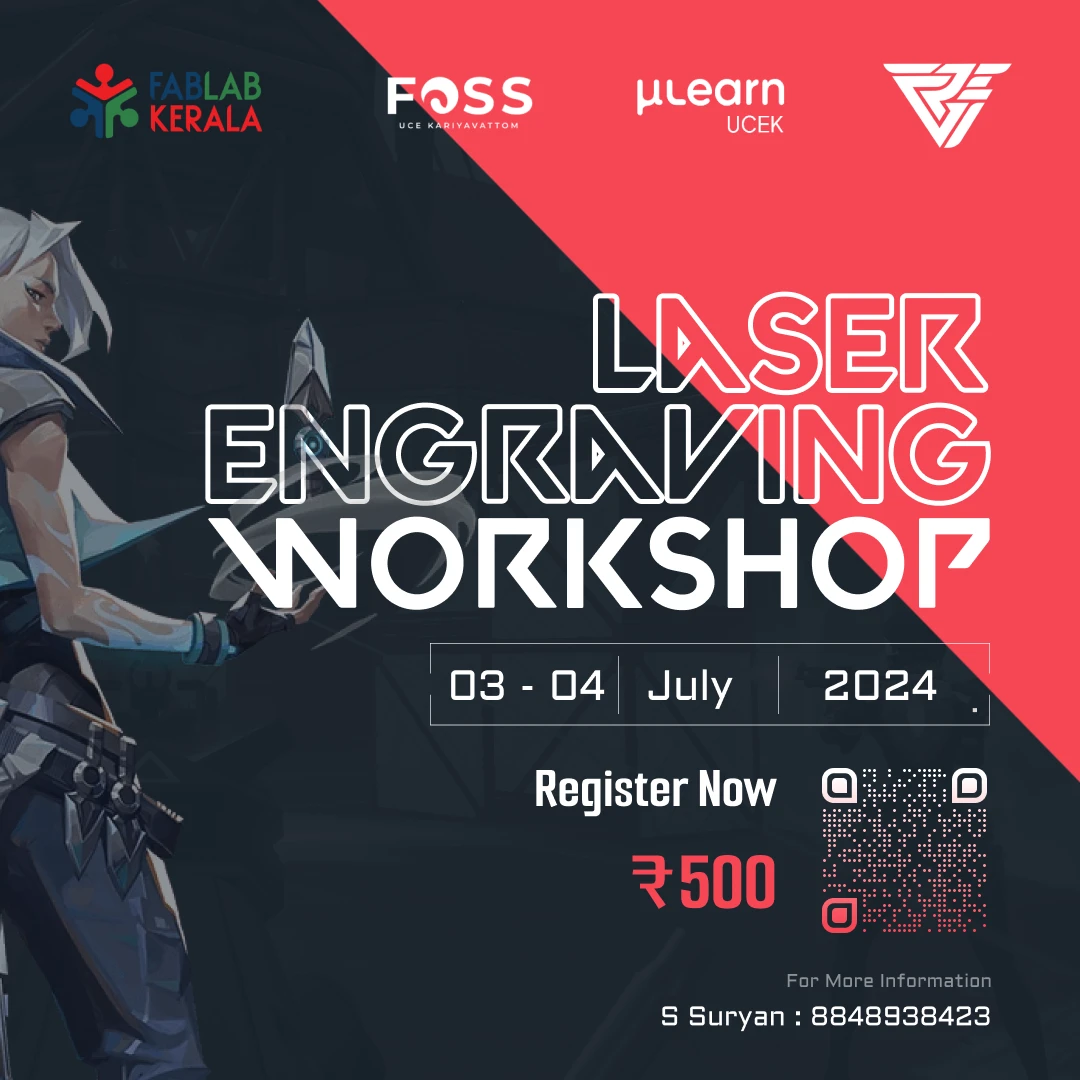 FABLAB
KERALA
FOSS
UCE KARIYAVATTOM
µLearn
UCEK
LASER
ENGRAVING
WORKSHOP
03 - 04 July 2024
Register Now
₹500
For More Information
S Suryan : 8848938423